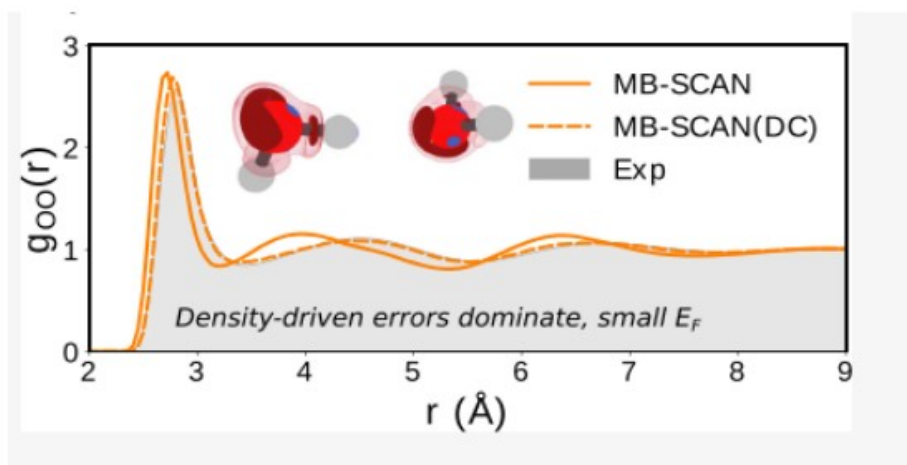 3
2
1
0
g_OO(r)
MB-SCAN
MB-SCAN(DC)
Exp
Density-driven errors dominate, small E_F
2 3 4 5 6 7 8 9
r (Å)